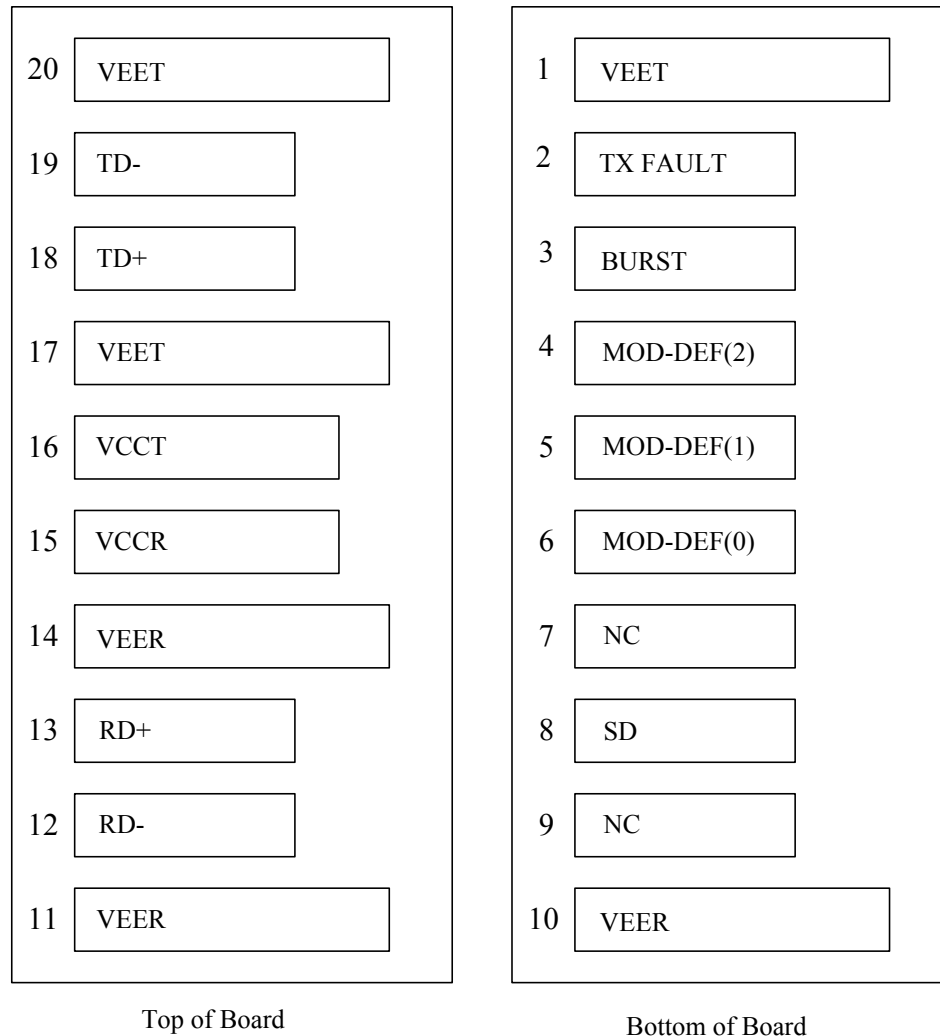 20 VEET
19 TD-
18 TD+
17 VEET
16 VCCT
15 VCCR
14 VEER
13 RD+
12 RD-
11 VEER
Top of Board
1 VEET
2 TX FAULT
3 BURST
4 MOD-DEF(2)
5 MOD-DEF(1)
6 MOD-DEF(0)
7 NC
8 SD
9 NC
10 VEER
Bottom of Board